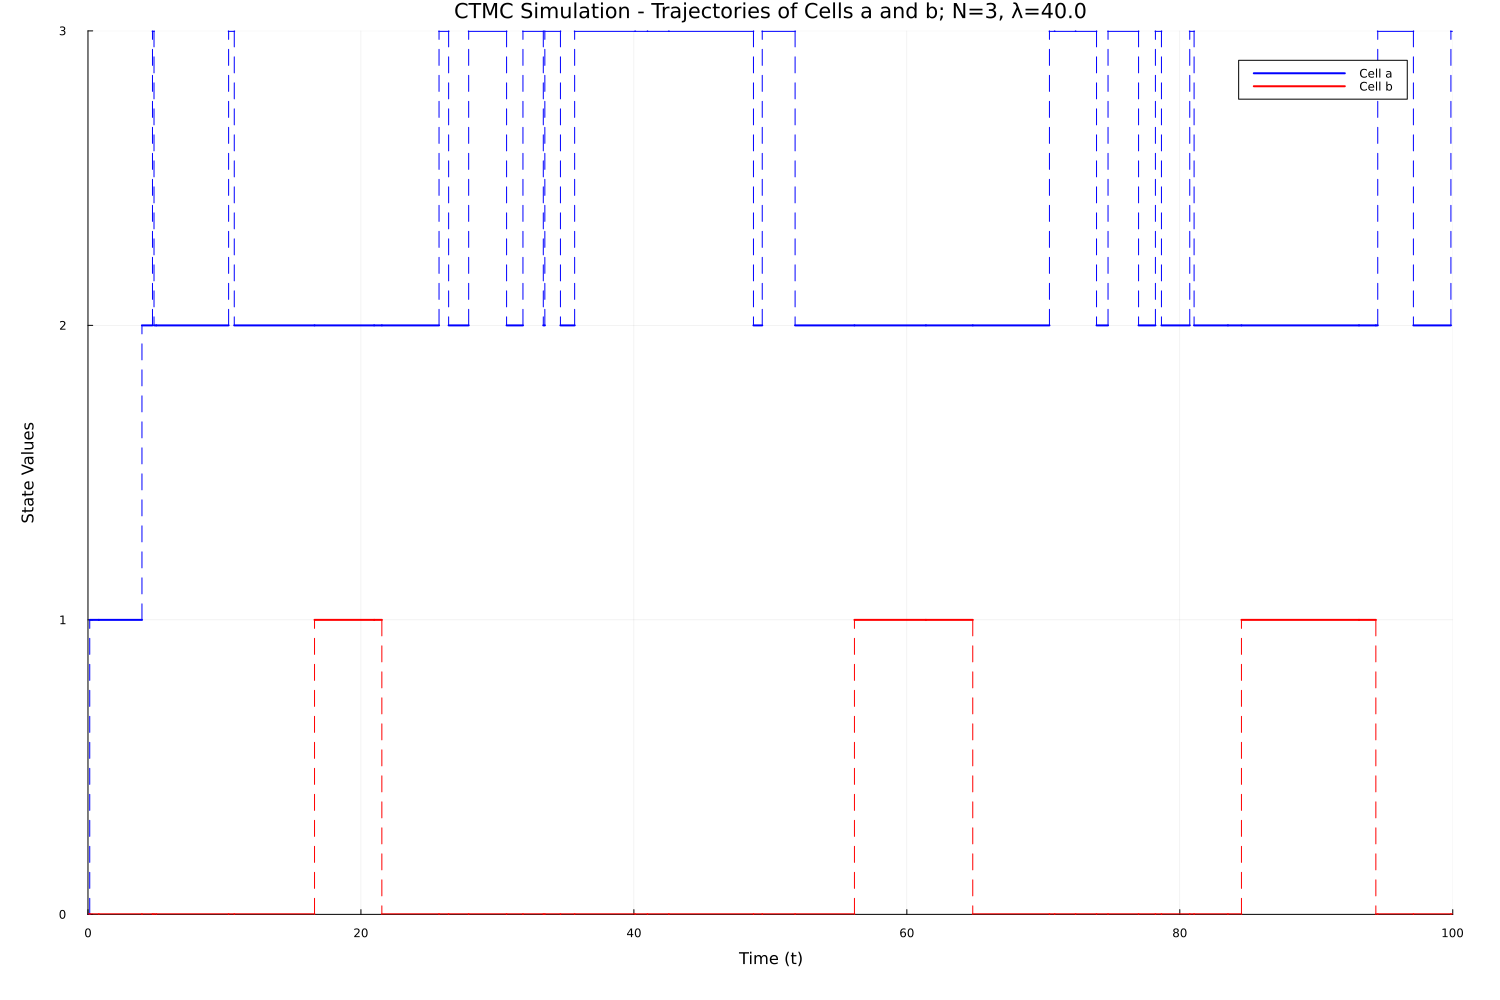 CTMC Simulation - Trajectories of Cells a and b; N=3, λ=40.0
3
Cell a
Cell b
2
State Values
1
0
0 20 40 60 80 100
Time (t)